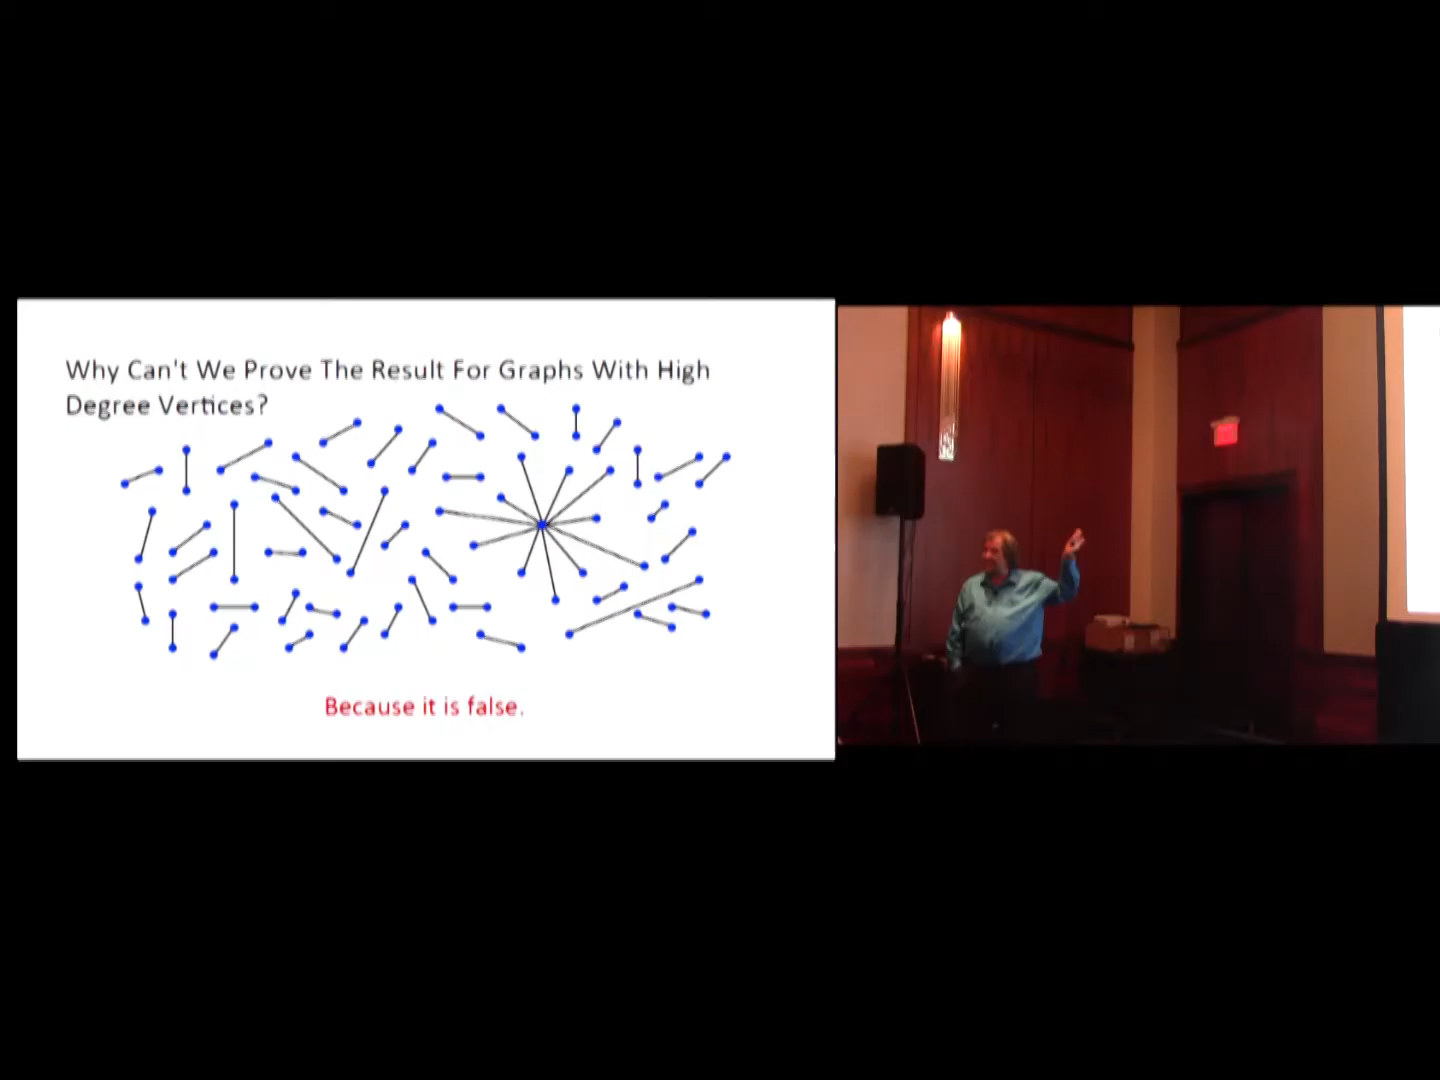 Why Can't We Prove The Result For Graphs With High
Degree Vertices?
Because it is false.